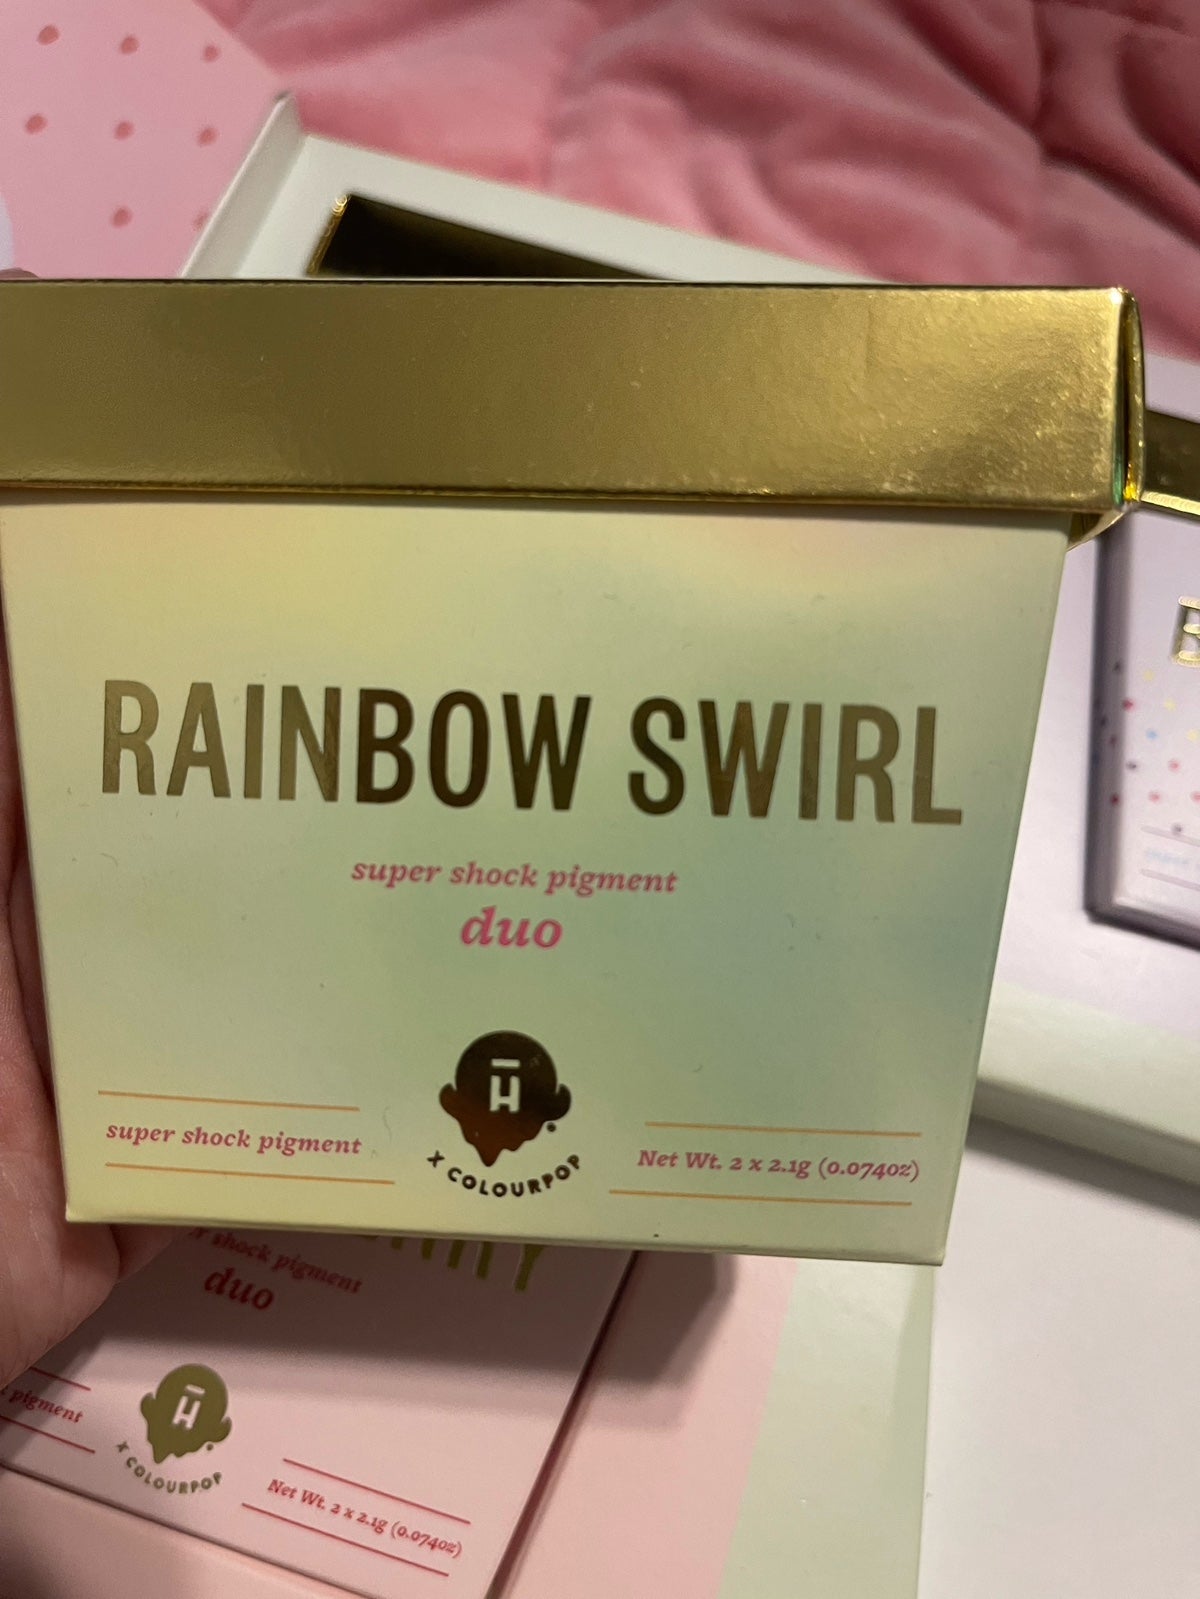 RAINBOW SWIRL
super shock pigment
duo
H
X COLOURPOP
super shock pigment
Net Wt. 2 x 2.1g (0.074oz)
shock pigment
duo
pigment
H
X COLOURPOP
Net Wt. 2 x 2.1g (0.074oz)